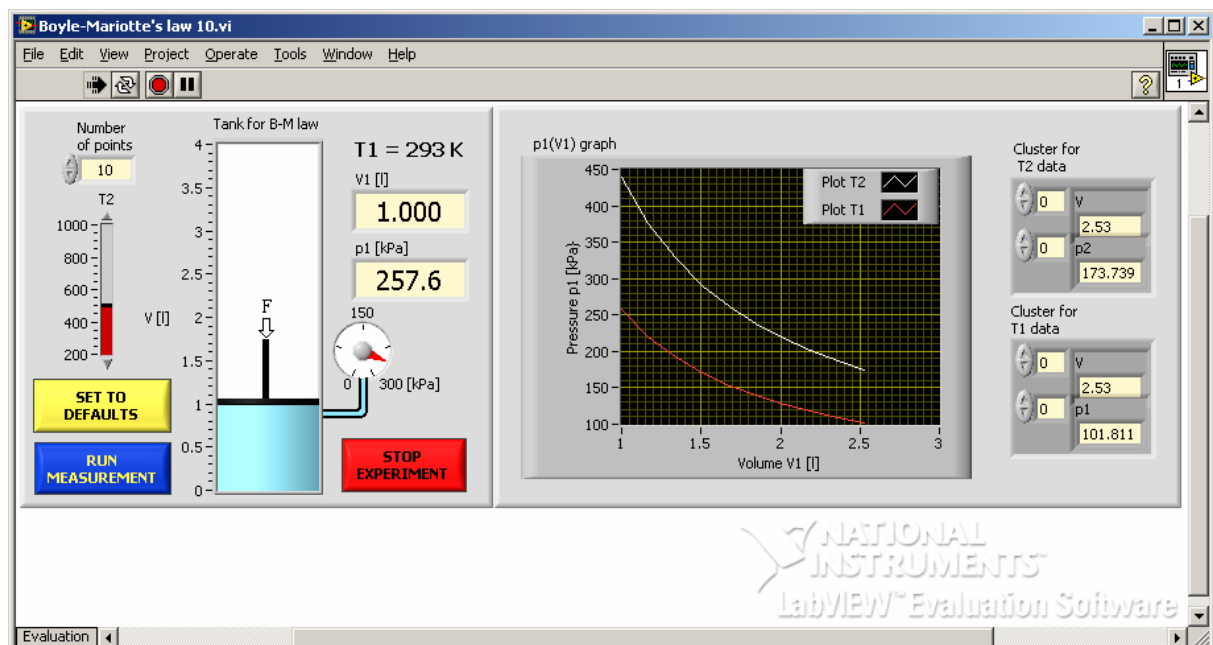 Boyle-Mariotte's law 10.vi
File Edit View Project Operate Tools Window Help
1
Number
of points
10
T2
1000
800
600
400
200
SET TO
DEFAULTS
RUN
MEASUREMENT
Tank for B-M law
V [l]
4
3.5
3
2.5
2
1.5
1
0.5
0
F
T1 = 293 K
V1 [l]
1.000
p1 [kPa]
257.6
150
0 300 [kPa]
STOP
EXPERIMENT
p1(V1) graph
Plot T2
Plot T1
Pressure p1 [kPa}
450
400
350
300
250
200
150
100
1 1.5 2 2.5 3
Volume V1 [l]
Cluster for
T2 data
0 V
2.53
0 p2
173.739
Cluster for
T1 data
0 V
2.53
0 p1
101.811
NATIONAL
INSTRUMENTS™
LabVIEW™ Evaluation Software
Evaluation